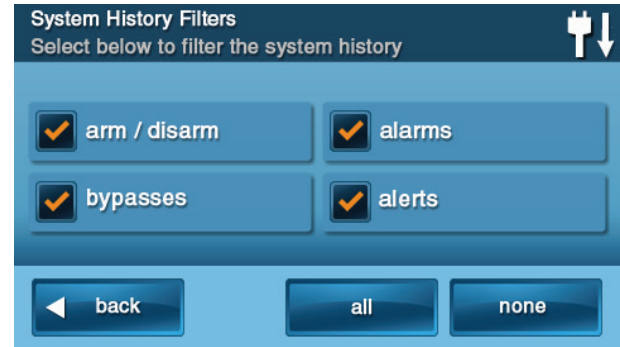 System History Filters
Select below to filter the system history
arm / disarm
alarms
bypasses
alerts
back
all
none